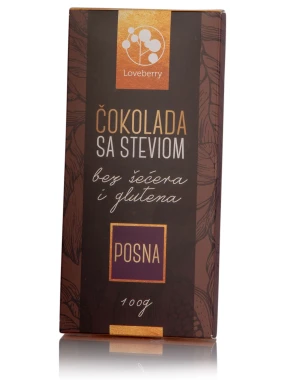 Loveberry
ČOKOLADA
SA STEVIOM
bez šećera
i glutena
POSNA
100g